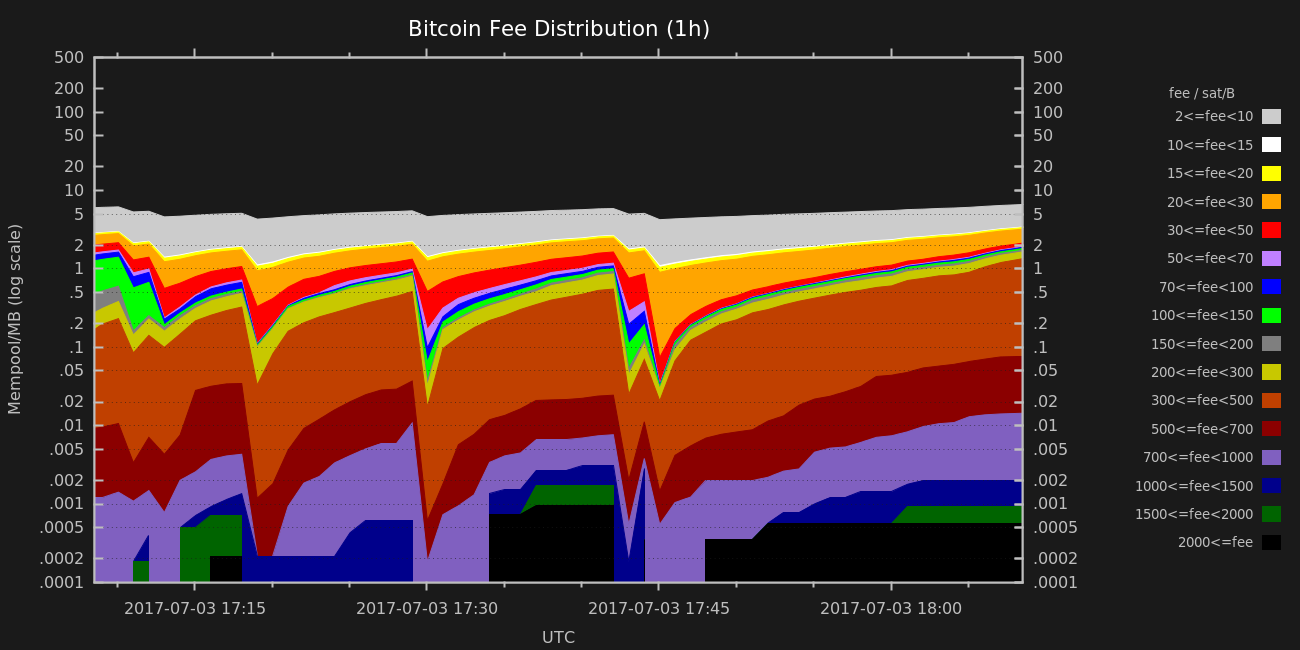 Bitcoin Fee Distribution (1h)
500 500
200 200
100 100
50 50
20 20
10 10
5 5
2 2
1 1
.5 .5
.2 .2
.1 .1
.05 .05
.02 .02
.01 .01
.005 .005
.002 .002
.001 .001
.0005 .0005
.0002 .0002
.0001 .0001
Mempool/MB (log scale)
2017-07-03 17:15 2017-07-03 17:30 2017-07-03 17:45 2017-07-03 18:00
UTC
fee / sat/B
2<=fee<10
10<=fee<15
15<=fee<20
20<=fee<30
30<=fee<50
50<=fee<70
70<=fee<100
100<=fee<150
150<=fee<200
200<=fee<300
300<=fee<500
500<=fee<700
700<=fee<1000
1000<=fee<1500
1500<=fee<2000
2000<=fee